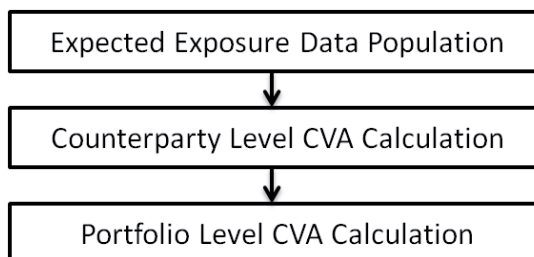 Expected Exposure Data Population
Counterparty Level CVA Calculation
Portfolio Level CVA Calculation